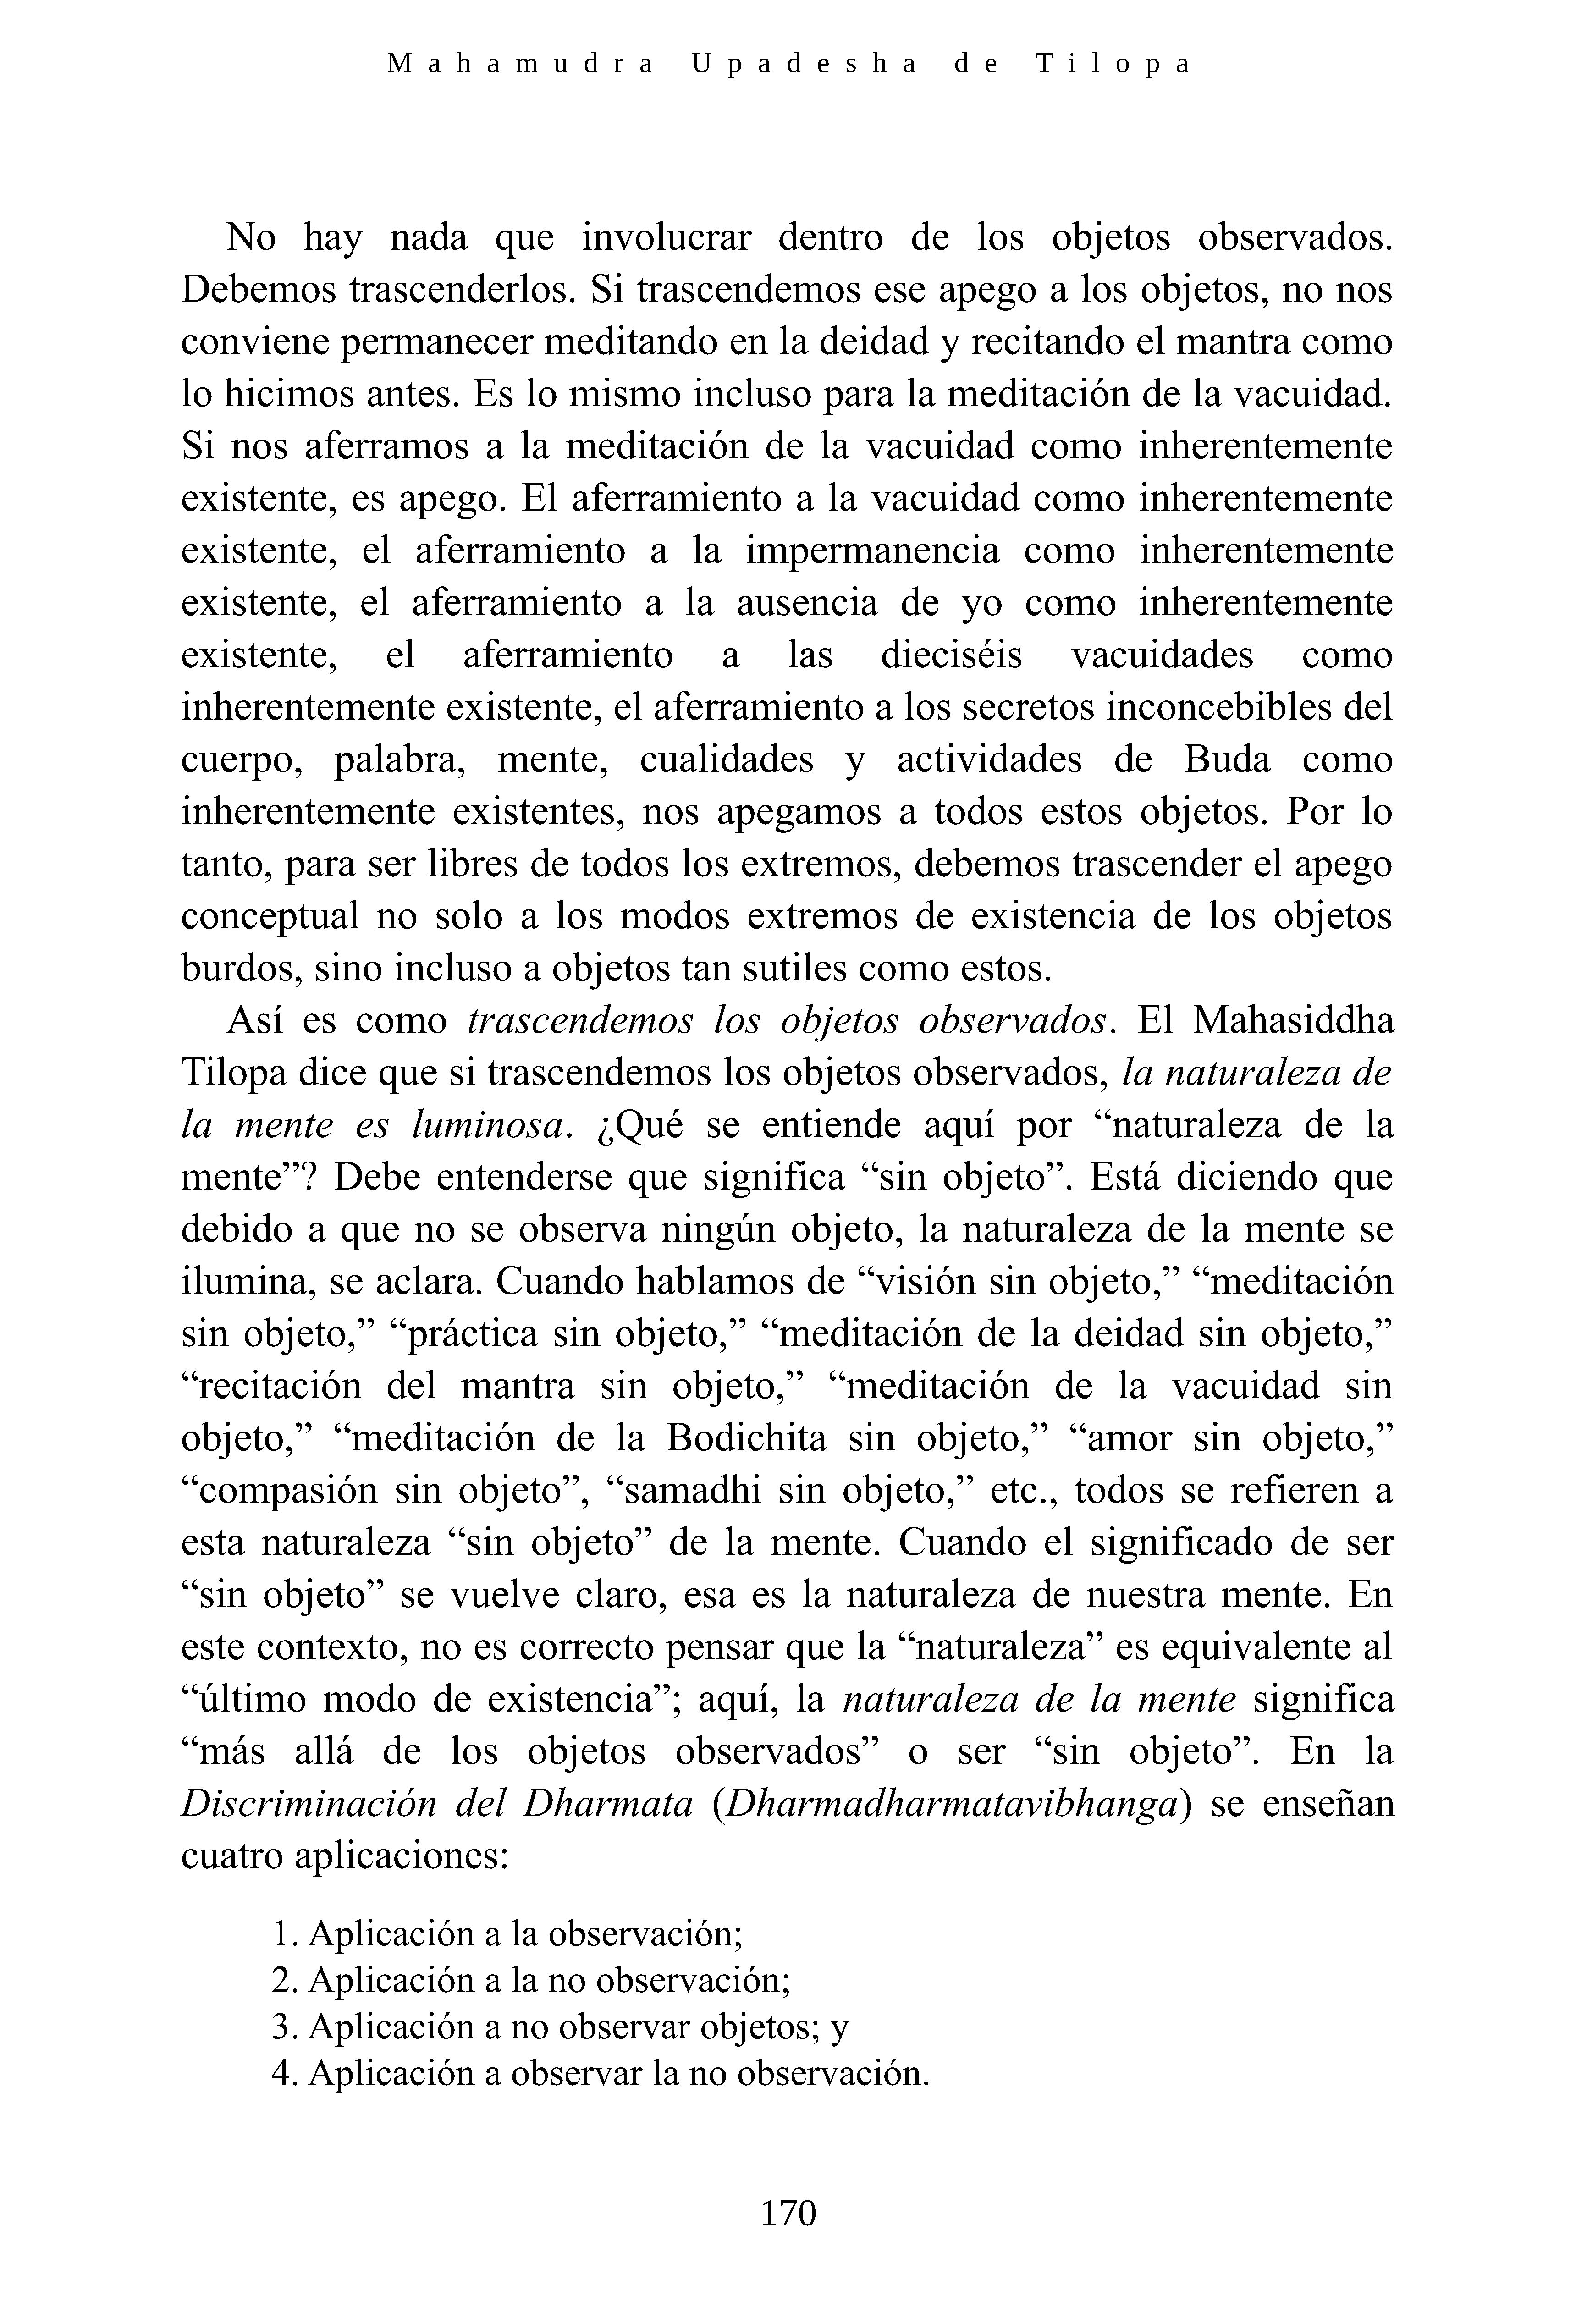 Mahamudra Upadesha de Tilopa
No hay nada que involucrar dentro de los objetos observados.
Debemos trascenderlos. Si trascendemos ese apego a los objetos, no nos
conviene permanecer meditando en la deidad y recitando el mantra como
lo hicimos antes. Es lo mismo incluso para la meditación de la vacuidad.
Si nos aferramos a la meditación de la vacuidad como inherentemente
existente, es apego. El aferramiento a la vacuidad como inherentemente
existente, el aferramiento a la impermanencia como inherentemente
existente, el aferramiento a la ausencia de yo como inherentemente
existente, el aferramiento a las dieciséis vacuidades como
inherentemente existente, el aferramiento a los secretos inconcebibles del
cuerpo, palabra, mente, cualidades y actividades de Buda como
inherentemente existentes, nos apegamos a todos estos objetos. Por lo
tanto, para ser libres de todos los extremos, debemos trascender el apego
conceptual no solo a los modos extremos de existencia de los objetos
burdos, sino incluso a objetos tan sutiles como estos.
Así es como trascendemos los objetos observados. El Mahasiddha
Tilopa dice que si trascendemos los objetos observados, la naturaleza de
la mente es luminosa. ¿Qué se entiende aquí por “naturaleza de la
mente”? Debe entenderse que significa “sin objeto”. Está diciendo que
debido a que no se observa ningún objeto, la naturaleza de la mente se
ilumina, se aclara. Cuando hablamos de “visión sin objeto,” “meditación
sin objeto,” “práctica sin objeto,” “meditación de la deidad sin objeto,”
“recitación del mantra sin objeto,” “meditación de la vacuidad sin
objeto,” “meditación de la Bodichita sin objeto,” “amor sin objeto,”
“compasión sin objeto”, “samadhi sin objeto,” etc., todos se refieren a
esta naturaleza “sin objeto” de la mente. Cuando el significado de ser
“sin objeto” se vuelve claro, esa es la naturaleza de nuestra mente. En
este contexto, no es correcto pensar que la “naturaleza” es equivalente al
“último modo de existencia”; aquí, la naturaleza de la mente significa
“más allá de los objetos observados” o ser “sin objeto”. En la
Discriminación del Dharmata (Dharmadharmatavibhanga) se enseñan
cuatro aplicaciones:
1. Aplicación a la observación;
2. Aplicación a la no observación;
3. Aplicación a no observar objetos; y
4. Aplicación a observar la no observación.
170